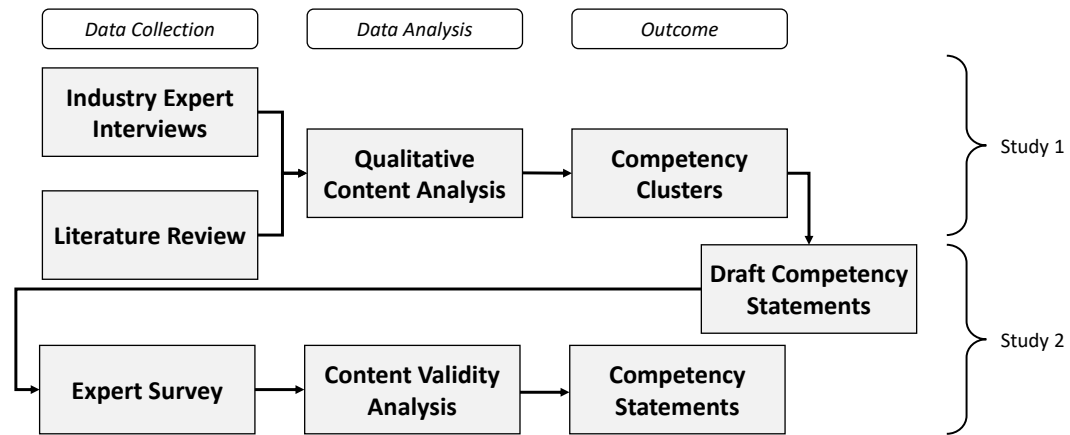 Data Collection
Data Analysis
Outcome
Industry Expert
Interviews
Qualitative
Content Analysis
Competency
Clusters
Study 1
Literature Review
Draft Competency
Statements
Study 2
Expert Survey
Content Validity
Analysis
Competency
Statements